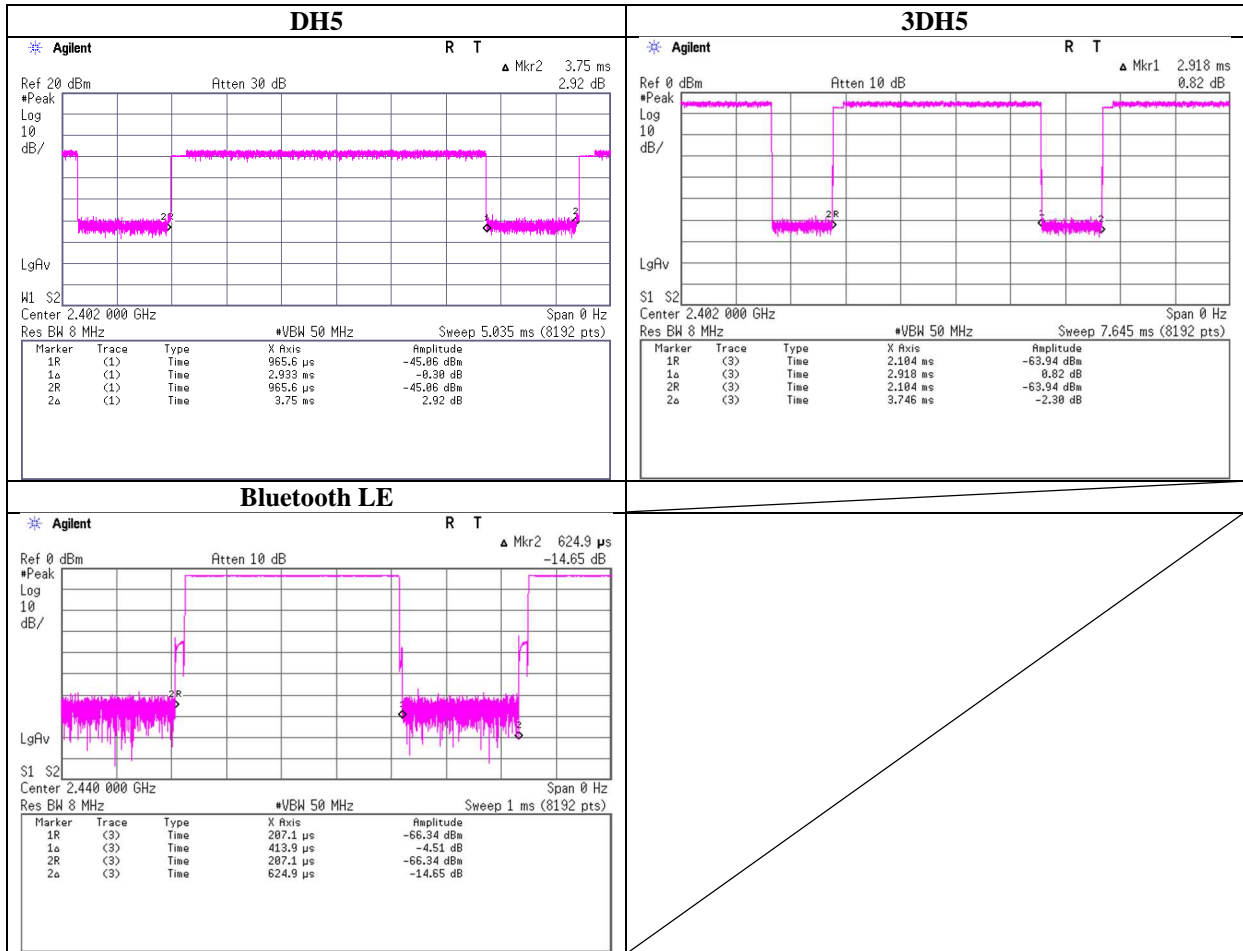 DH5
Agilent
R T
Δ Mkr2 3.75 ms
Ref 20 dBm Atten 30 dB 2.92 dB
#Peak
Log
10
dB/
2R
1
2
LgAv
W1 S2
Center 2.402 000 GHz Span 0 Hz
Res BW 8 MHz #VBW 50 MHz Sweep 5.035 ms (8192 pts)
Marker Trace Type X Axis Amplitude
1R (1) Time 965.6 µs -45.06 dBm
1Δ (1) Time 2.933 ms -0.30 dB
2R (1) Time 965.6 µs -45.06 dBm
2Δ (1) Time 3.75 ms 2.92 dB
3DH5
Agilent
R T
Δ Mkr1 2.918 ms
Ref 0 dBm Atten 10 dB 0.82 dB
#Peak
Log
10
dB/
2R
1
2
LgAv
S1 S2
Center 2.402 000 GHz Span 0 Hz
Res BW 8 MHz #VBW 50 MHz Sweep 7.645 ms (8192 pts)
Marker Trace Type X Axis Amplitude
1R (3) Time 2.104 ms -63.94 dBm
1Δ (3) Time 2.918 ms 0.82 dB
2R (3) Time 2.104 ms -63.94 dBm
2Δ (3) Time 3.746 ms -2.30 dB
Bluetooth LE
Agilent
R T
Δ Mkr2 624.9 µs
Ref 0 dBm Atten 10 dB -14.65 dB
#Peak
Log
10
dB/
2R
1
2
LgAv
S1 S2
Center 2.440 000 GHz Span 0 Hz
Res BW 8 MHz #VBW 50 MHz Sweep 1 ms (8192 pts)
Marker Trace Type X Axis Amplitude
1R (3) Time 207.1 µs -66.34 dBm
1Δ (3) Time 413.9 µs -4.51 dB
2R (3) Time 207.1 µs -66.34 dBm
2Δ (3) Time 624.9 µs -14.65 dB